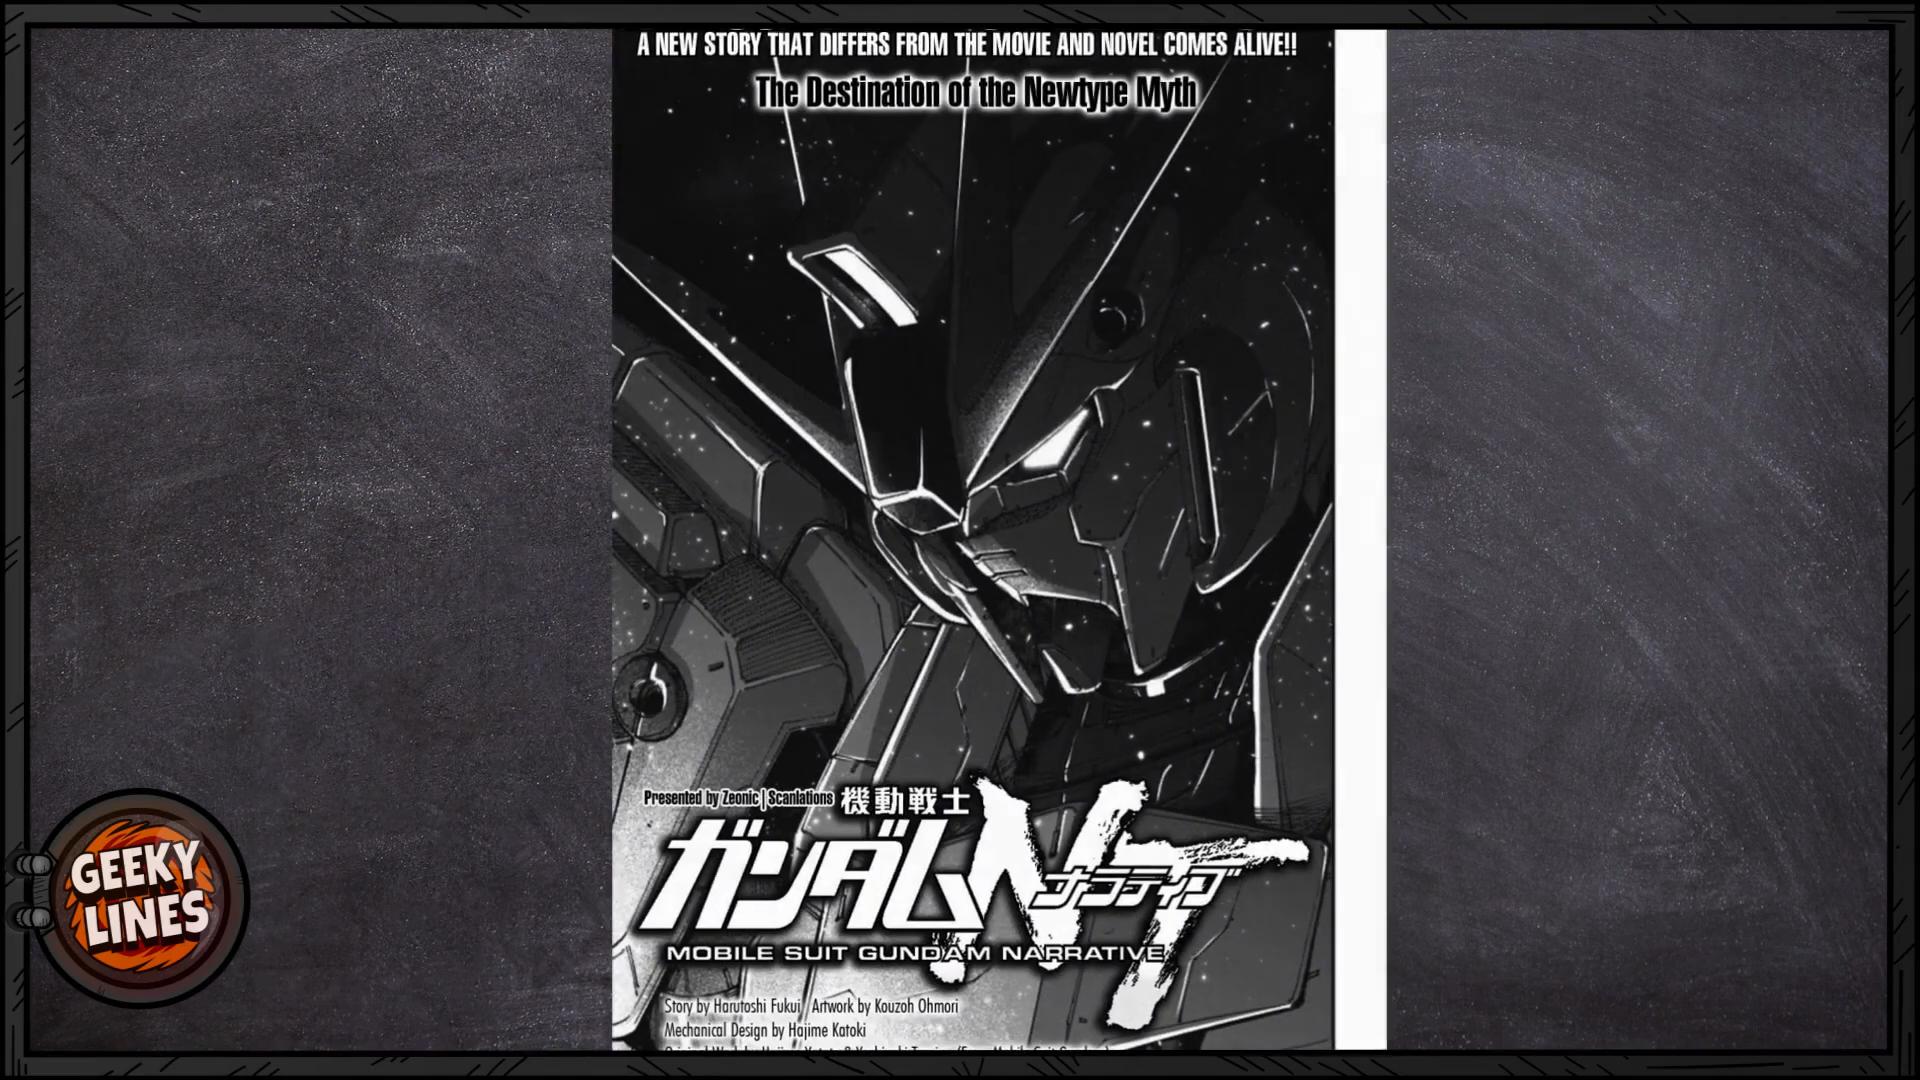 A NEW STORY THAT DIFFERS FROM THE MOVIE AND NOVEL COMES ALIVE!!
The Destination of the Newtype Myth
Presented by Zeonic|Scanlations
機動戦士
ガンダムNT
ナラティブ
MOBILE SUIT GUNDAM NARRATIVE
Story by Harutoshi Fukui Artwork by Kouzoh Ohmori
Mechanical Design by Hajime Katoki
GEEKY
LINES